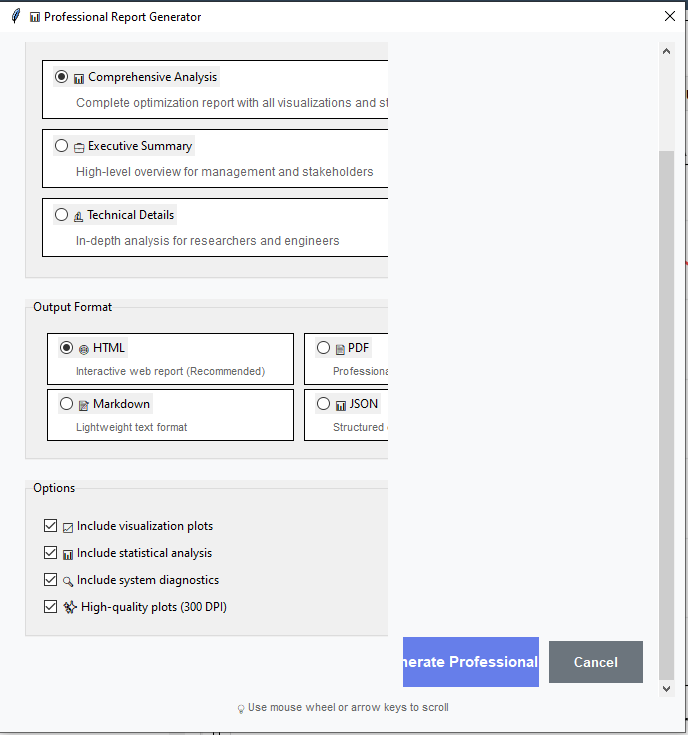 Professional Report Generator
Comprehensive Analysis
Complete optimization report with all visualizations and st
Executive Summary
High-level overview for management and stakeholders
Technical Details
In-depth analysis for researchers and engineers
Output Format
HTML
Interactive web report (Recommended)
PDF
Professiona
Markdown
Lightweight text format
JSON
Structured
Options
Include visualization plots
Include statistical analysis
Include system diagnostics
High-quality plots (300 DPI)
nerate Professional
Cancel
Use mouse wheel or arrow keys to scroll